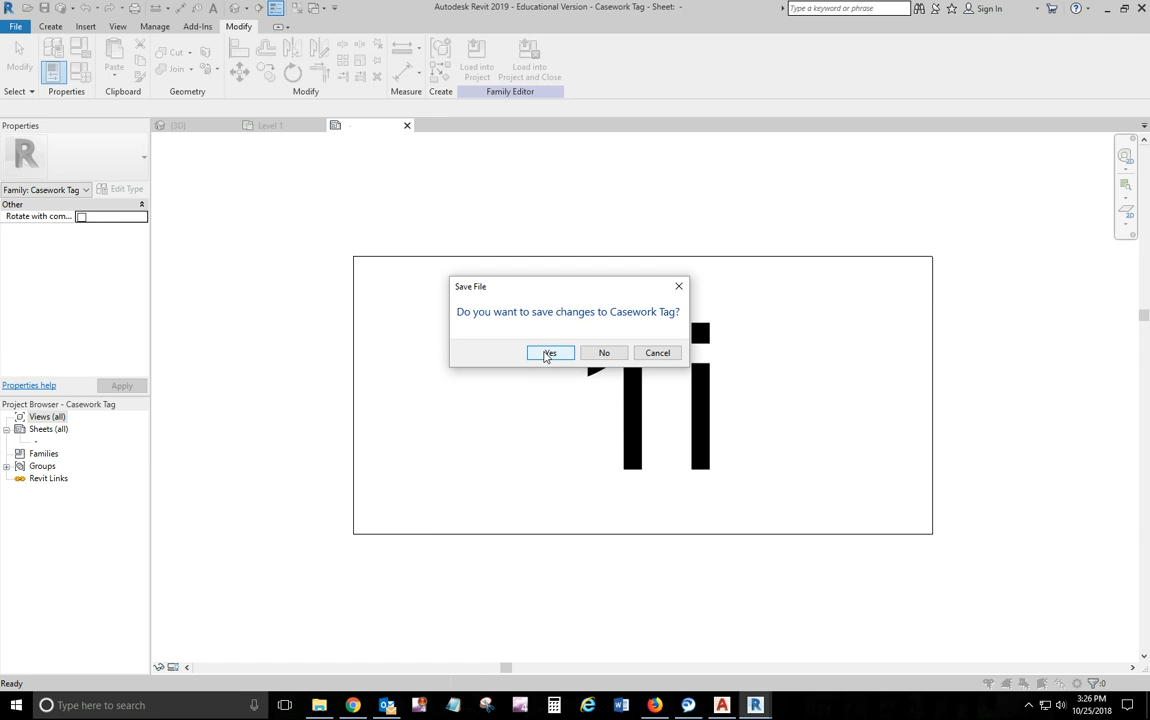 Autodesk Revit 2019 - Educational Version - Casework Tag - Sheet: -
Type a keyword or phrase
Sign In
File
Create
Insert
View
Manage
Add-Ins
Modify
Modify
Paste
Cut
Join
Load into
Project
Load into
Project and Close
Select
Properties
Clipboard
Geometry
Modify
Measure
Create
Family Editor
Properties
{3D}
Level 1
-
R
Family: Casework Tag
Edit Type
Other
Rotate with com...
Save File
Do you want to save changes to Casework Tag?
Yes
No
Cancel
1i
Properties help
Apply
Project Browser - Casework Tag
Views (all)
Sheets (all)
-
Families
Groups
Revit Links
Ready
:0
Type here to search
3:26 PM
10/25/2018